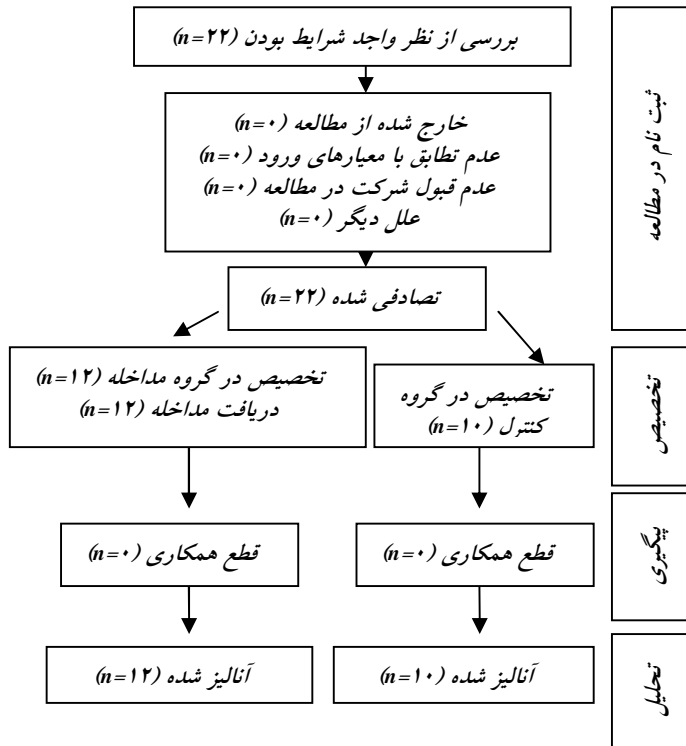 بررسی از نظر واجد شرایط بودن (n=۲۲)
ثبت نام در مطالعه
خارج شده از مطالعه (n=۰)
عدم تطابق با معیارهای ورود (n=۰)
عدم قبول شرکت در مطالعه (n=۰)
علل دیگر (n=۰)
تصادفی شده (n=۲۲)
تخصیص
تخصیص در گروه
کنترل (n=۱۰)
تخصیص در گروه مداخله (n=۱۲)
دریافت مداخله (n=۱۲)
پیگیری
قطع همکاری (n=۰)
قطع همکاری (n=۰)
تحلیل
آنالیز شده (n=۱۰)
آنالیز شده (n=۱۲)